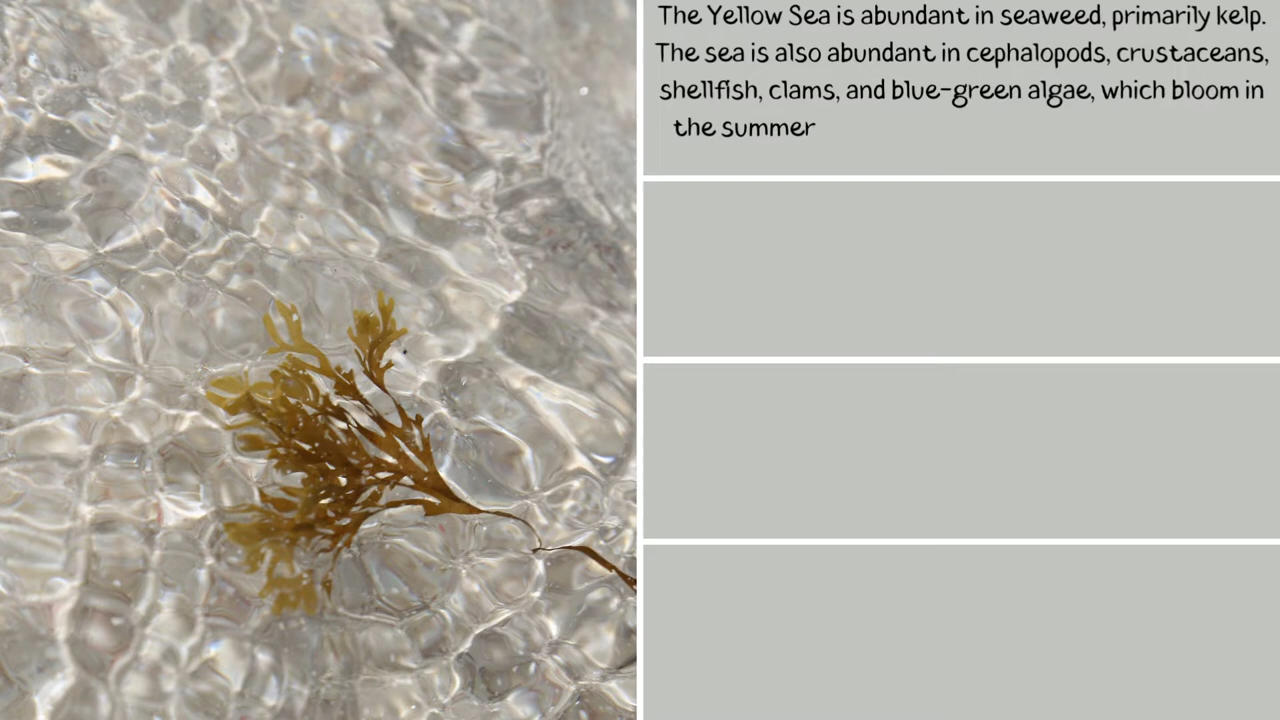 The Yellow Sea is abundant in seaweed, primarily kelp.
The sea is also abundant in cephalopods, crustaceans,
shellfish, clams, and blue-green algae, which bloom in
the summer